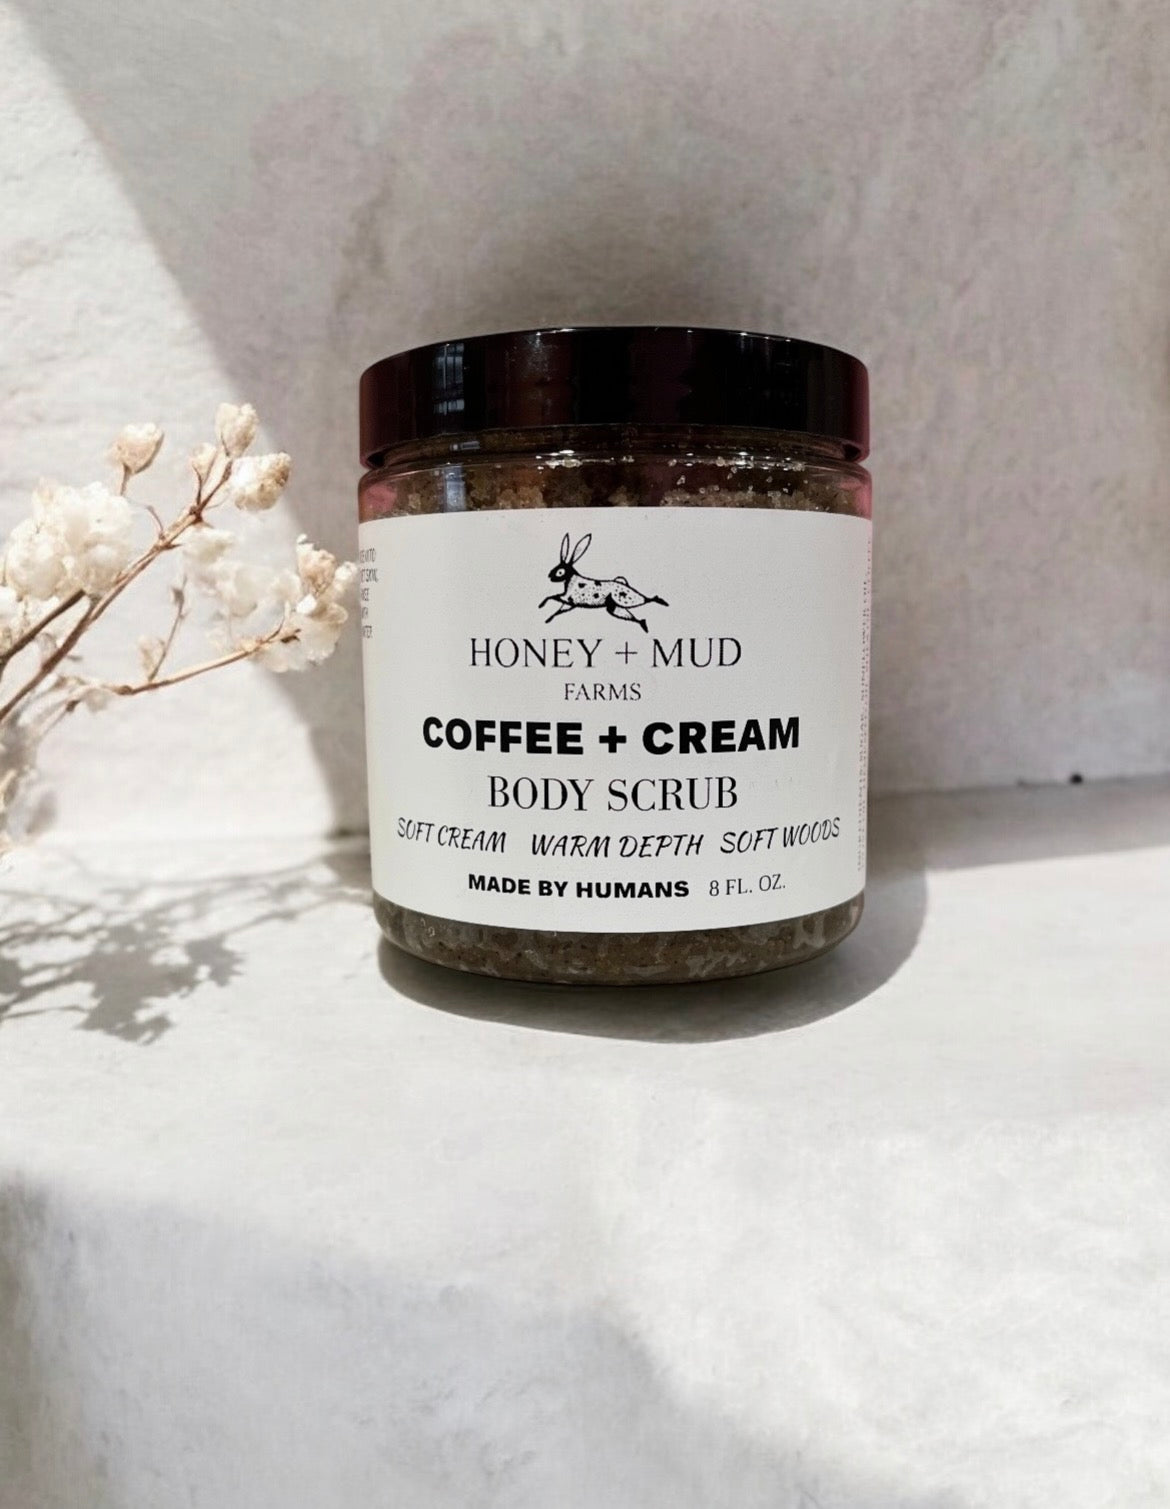 HONEY + MUD
FARMS
COFFEE + CREAM
BODY SCRUB
SOFT CREAM WARM DEPTH SOFT WOODS
MADE BY HUMANS 8 FL. OZ.